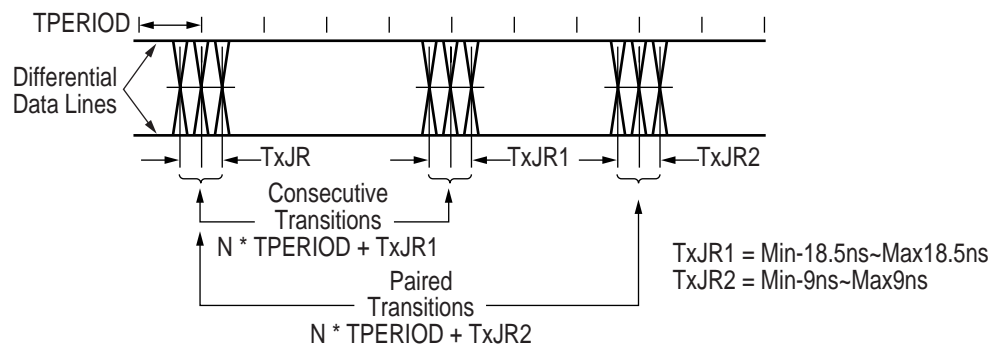 TPERIOD
Differential
Data Lines
TxJR
TxJR1
TxJR2
Consecutive
Transitions
N * TPERIOD + TxJR1
Paired
Transitions
N * TPERIOD + TxJR2
TxJR1 = Min-18.5ns~Max18.5ns
TxJR2 = Min-9ns~Max9ns